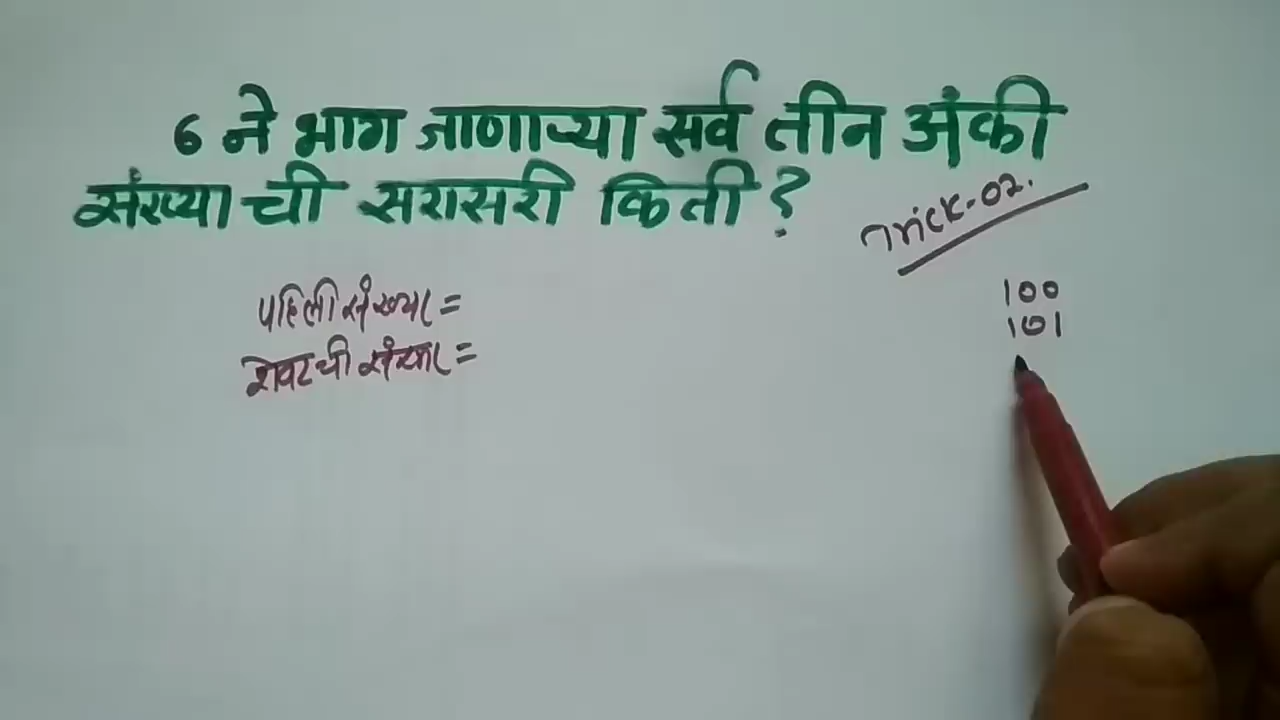 6 ने भाग जाणाऱ्या सर्व तीन अंकी
संख्या ची सरासरी किती ?
Trick-02.
पहिली संख्या =
शेवटची संख्या =
100
101